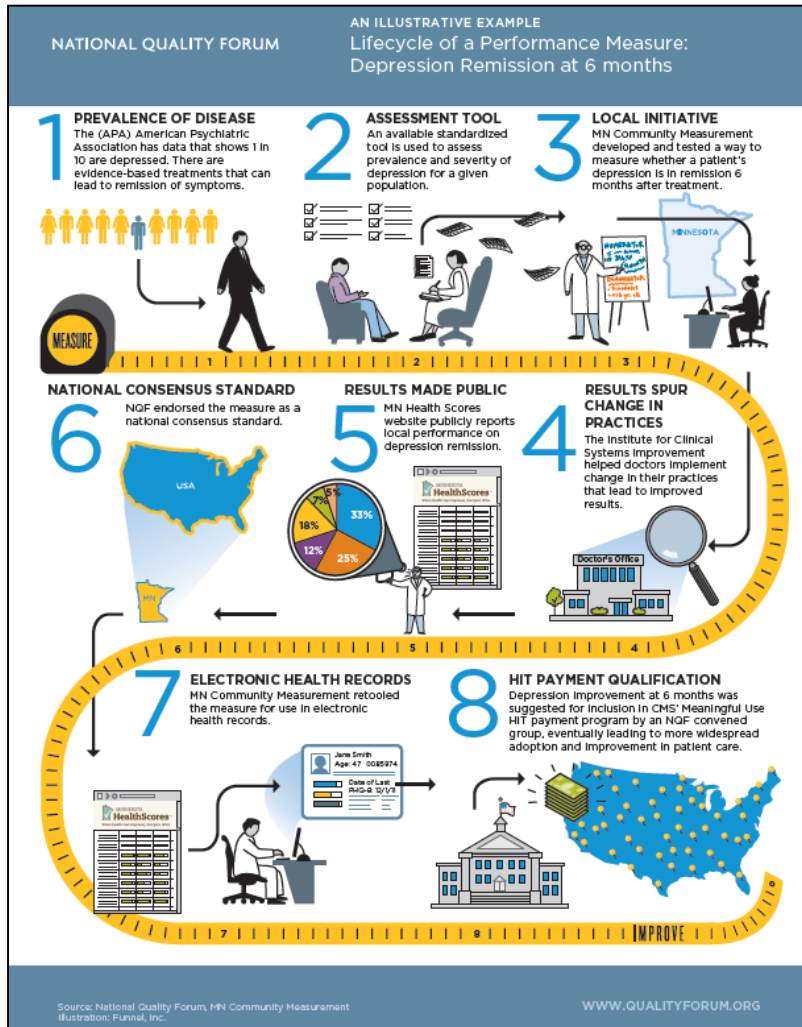 NATIONAL QUALITY FORUM
AN ILLUSTRATIVE EXAMPLE
Lifecycle of a Performance Measure:
Depression Remission at 6 months
1
PREVALENCE OF DISEASE
The (APA) American Psychiatric
Association has data that shows 1 in
10 are depressed. There are
evidence-based treatments that can
lead to remission of symptoms.
2
ASSESSMENT TOOL
An available standardized
tool is used to assess
prevalence and severity of
depression for a given
population.
3
LOCAL INITIATIVE
MN Community Measurement
developed and tested a way to
measure whether a patient's
depression is in remission 6
months after treatment.
MINNESOTA
NUMERATOR
DENOMINATOR
MEASURE
1
2
3
NATIONAL CONSENSUS STANDARD
6
NQF endorsed the measure as a
national consensus standard.
USA
MN
RESULTS MADE PUBLIC
5
MN Health Scores
website publicly reports
local performance on
depression remission.
5%
7%
33%
18%
12%
25%
MINNESOTA
HealthScores
RESULTS SPUR
CHANGE IN
PRACTICES
4
The Institute for Clinical
Systems Improvement
helped doctors implement
change in their practices
that lead to improved
results.
Doctor's Office
6
5
4
7
ELECTRONIC HEALTH RECORDS
MN Community Measurement retooled
the measure for use in electronic
health records.
Jane Smith
Age: 47 0085974
Date of Last
PHQ-9: 12/1/11
MINNESOTA
HealthScores
8
HIT PAYMENT QUALIFICATION
Depression improvement at 6 months was
suggested for inclusion in CMS' Meaningful Use
HIT payment program by an NQF convened
group, eventually leading to more widespread
adoption and improvement in patient care.
7
8
IMPROVE
Source: National Quality Forum, MN Community Measurement
Illustration: Funnel, Inc.
WWW.QUALITYFORUM.ORG